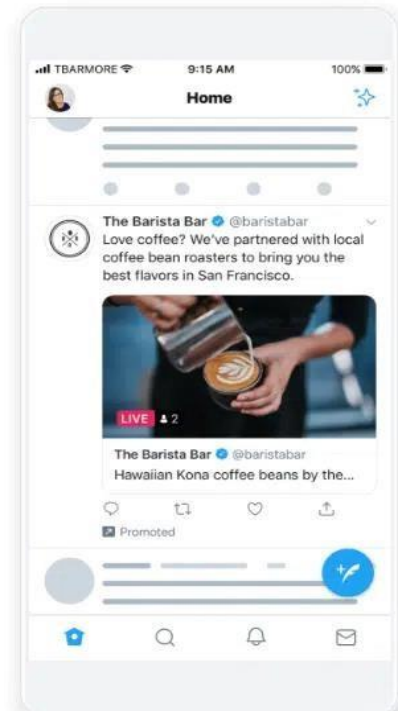 TBARMORE 9:15 AM 100%
Home
The Barista Bar @baristabar
Love coffee? We've partnered with local
coffee bean roasters to bring you the
best flavors in San Francisco.
LIVE 2
The Barista Bar @baristabar
Hawaiian Kona coffee beans by the...
Promoted